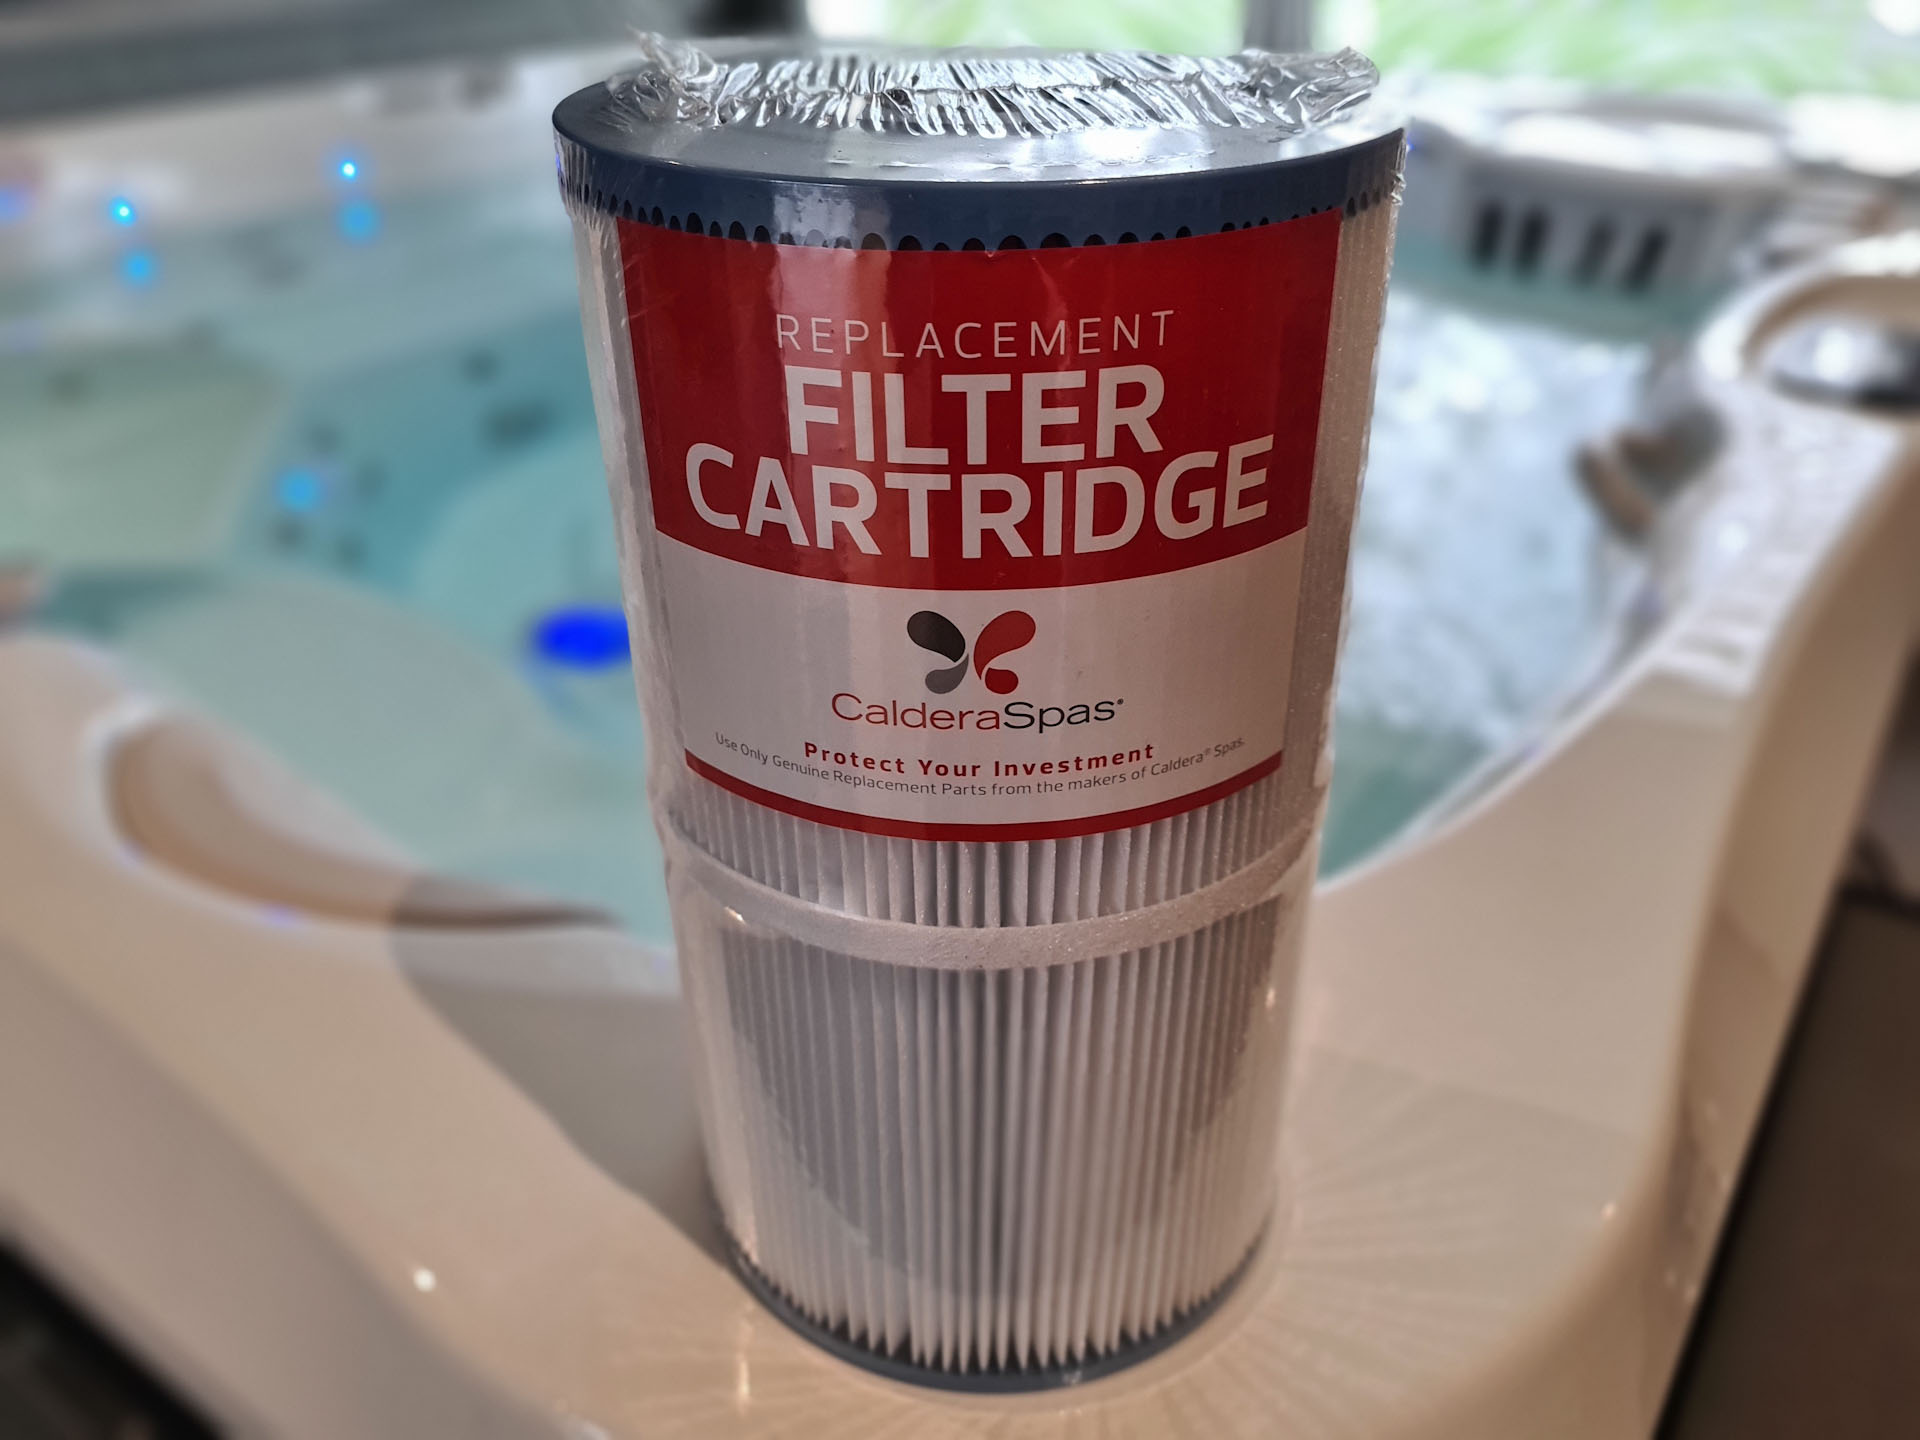 REPLACEMENT
FILTER
CARTRIDGE
CalderaSpas®
Protect Your Investment
Use Only Genuine Replacement Parts from the makers of Caldera® Spas.